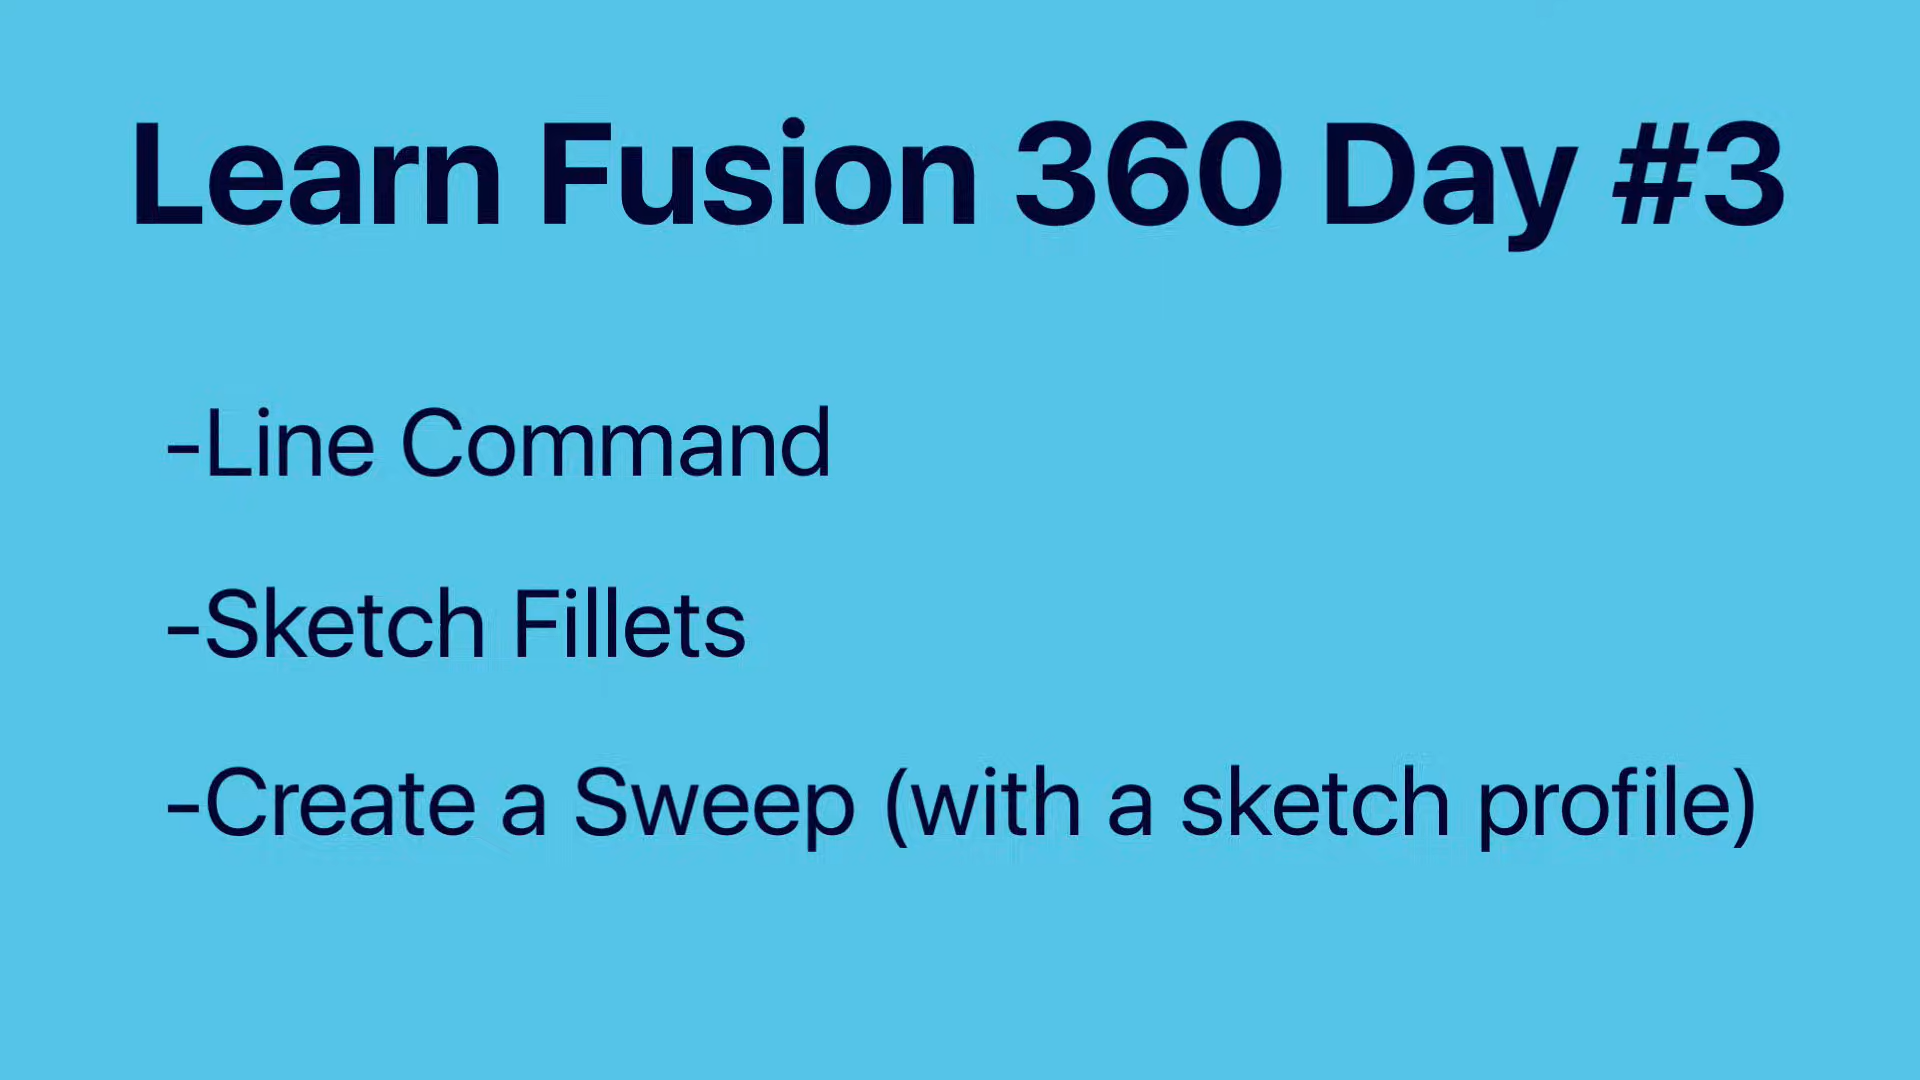 Learn Fusion 360 Day #3
-Line Command
-Sketch Fillets
-Create a Sweep (with a sketch profile)